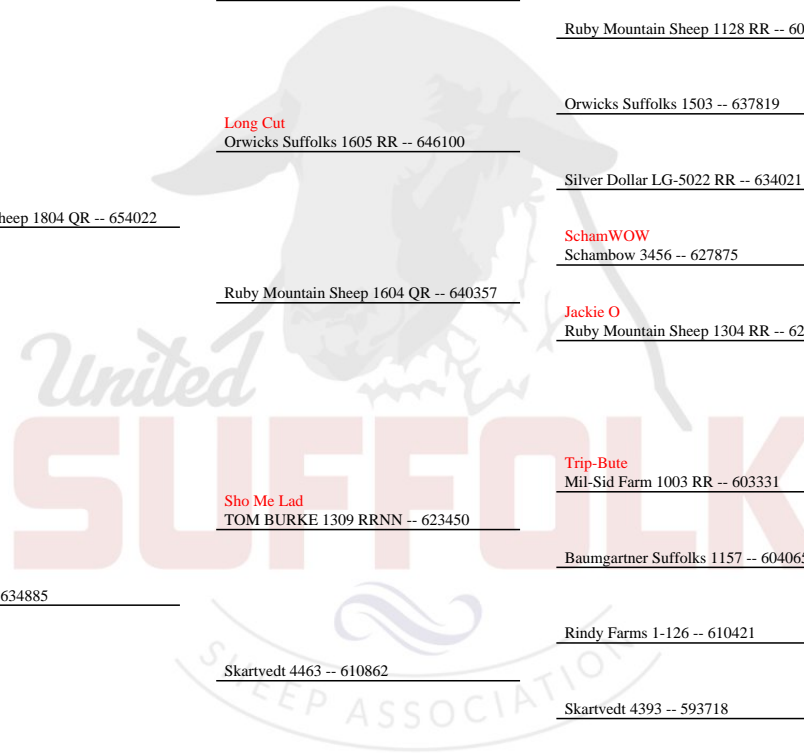 Ruby Mountain Sheep 1128 RR -- 60
Orwicks Suffolks 1503 -- 637819
Long Cut
Orwicks Suffolks 1605 RR -- 646100
Silver Dollar LG-5022 RR -- 634021
heep 1804 QR -- 654022
SchamWOW
Schambow 3456 -- 627875
Ruby Mountain Sheep 1604 QR -- 640357
Jackie O
Ruby Mountain Sheep 1304 RR -- 62
United
SUFFOLK
Trip-Bute
Mil-Sid Farm 1003 RR -- 603331
Sho Me Lad
TOM BURKE 1309 RRNN -- 623450
Baumgartner Suffolks 1157 -- 604065
634885
Rindy Farms 1-126 -- 610421
Skartvedt 4463 -- 610862
SHEEP ASSOCIATION
Skartvedt 4393 -- 593718